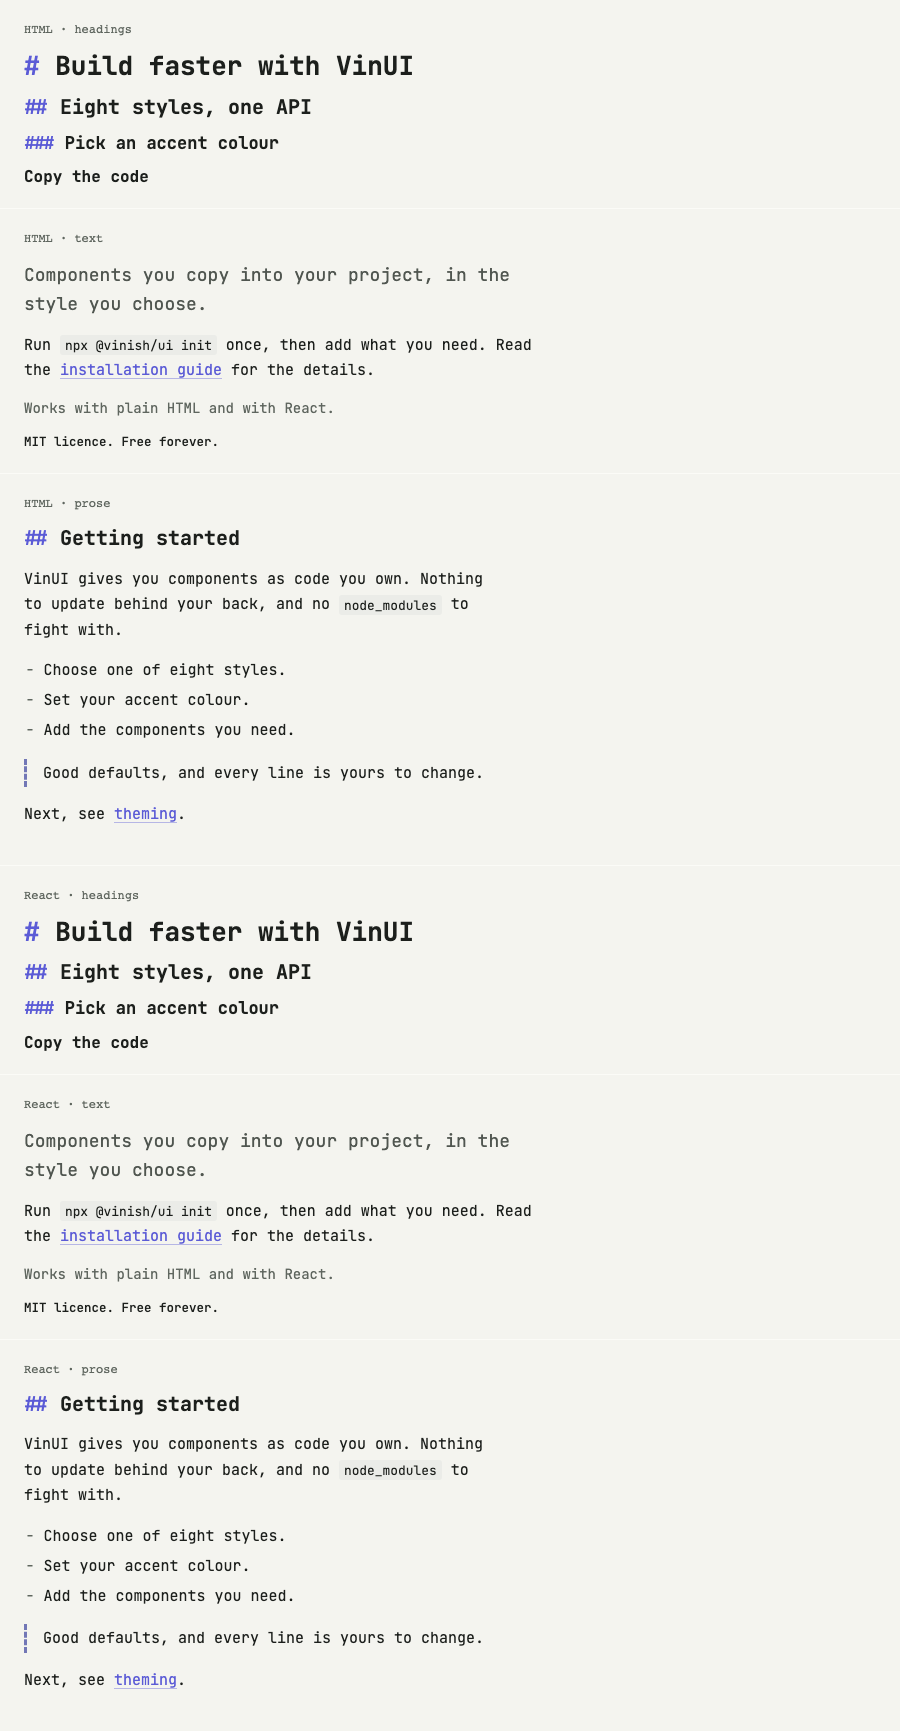 HTML · headings
# Build faster with VinUI
## Eight styles, one API
### Pick an accent colour
Copy the code
HTML · text
Components you copy into your project, in the
style you choose.
Run npx @vinish/ui init once, then add what you need. Read
the installation guide for the details.
Works with plain HTML and with React.
MIT licence. Free forever.
HTML · prose
## Getting started
VinUI gives you components as code you own. Nothing
to update behind your back, and no node_modules to
fight with.
- Choose one of eight styles.
- Set your accent colour.
- Add the components you need.
Good defaults, and every line is yours to change.
Next, see theming.
React · headings
# Build faster with VinUI
## Eight styles, one API
### Pick an accent colour
Copy the code
React · text
Components you copy into your project, in the
style you choose.
Run npx @vinish/ui init once, then add what you need. Read
the installation guide for the details.
Works with plain HTML and with React.
MIT licence. Free forever.
React · prose
## Getting started
VinUI gives you components as code you own. Nothing
to update behind your back, and no node_modules to
fight with.
- Choose one of eight styles.
- Set your accent colour.
- Add the components you need.
Good defaults, and every line is yours to change.
Next, see theming.